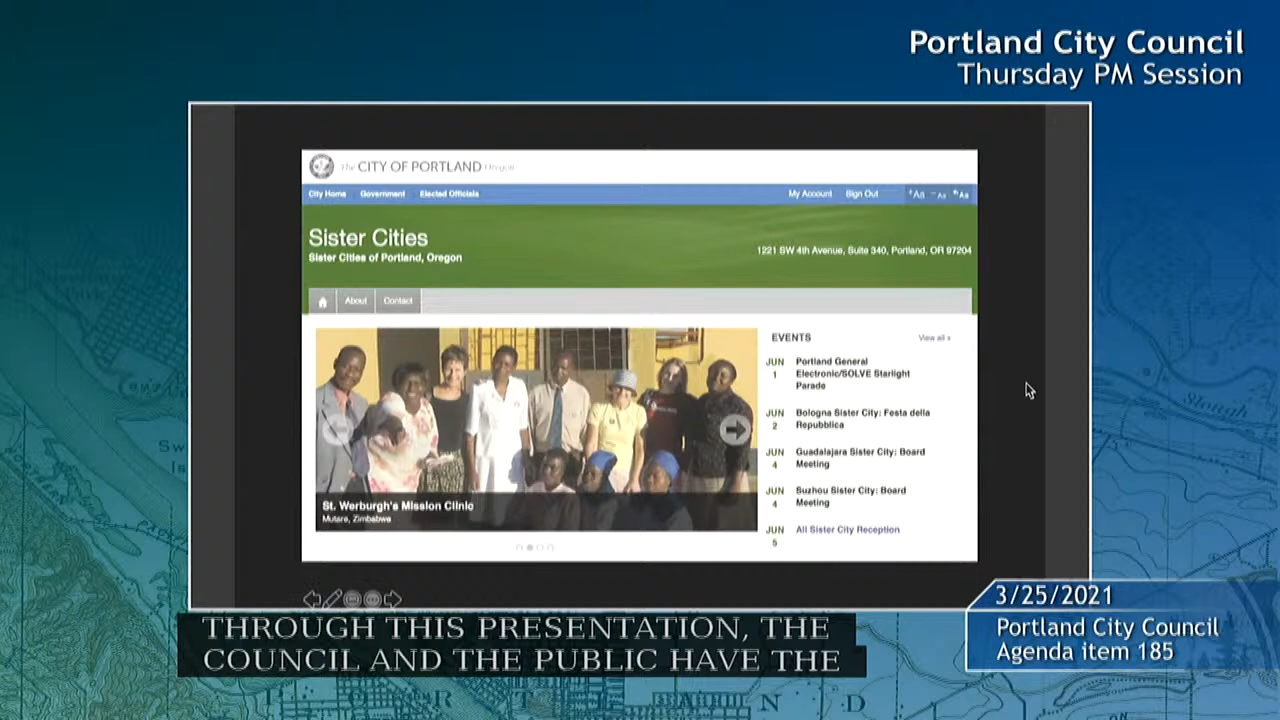 Portland City Council
Thursday PM Session
The CITY OF PORTLAND Oregon
City Home Government Elected Officials My Account Sign Out +Aa -Aa Aa
Sister Cities
Sister Cities of Portland, Oregon
1221 SW 4th Avenue, Suite 340, Portland, OR 97204
About Contact
EVENTS View all »
JUN 1 Portland General
Electronic/SOLVE Starlight
Parade
JUN 2 Bologna Sister City: Festa della
Repubblica
JUN 4 Guadalajara Sister City: Board
Meeting
JUN 4 Suzhou Sister City: Board
Meeting
JUN 5 All Sister City Reception
St. Werburgh's Mission Clinic
Mutare, Zimbabwe
3/25/2021
Portland City Council
Agenda item 185
THROUGH THIS PRESENTATION, THE
COUNCIL AND THE PUBLIC HAVE THE
Slough